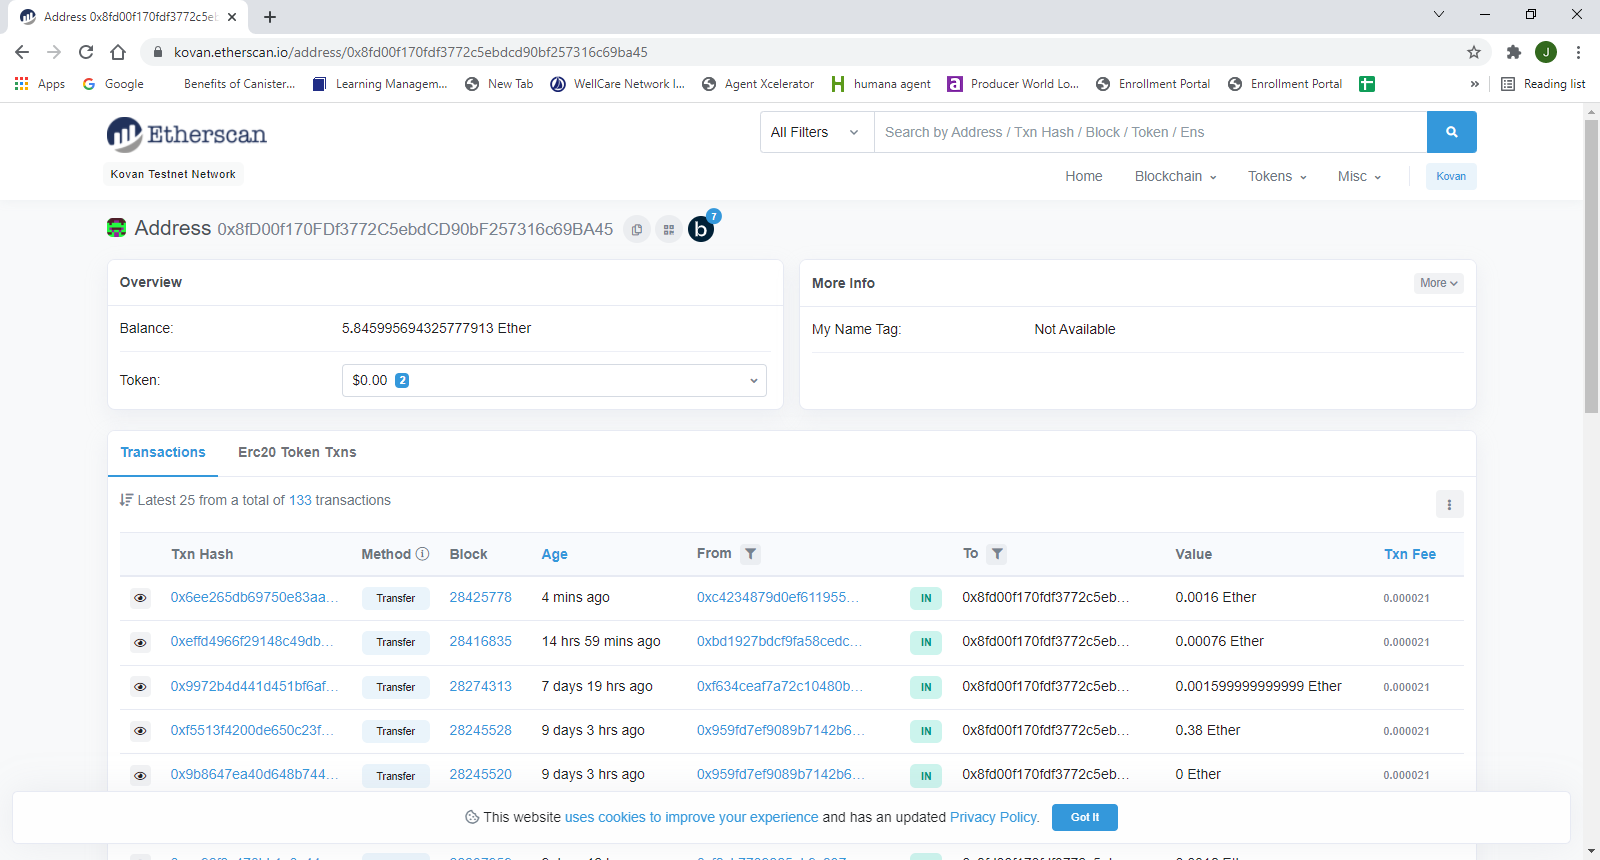 Address 0x8fd00f170fdf3772c5eb
kovan.etherscan.io/address/0x8fd00f170fdf3772c5ebdcd90bf257316c69ba45
J
Apps Google Benefits of Canister... Learning Managem... New Tab WellCare Network I... Agent Xcelerator humana agent Producer World Lo... Enrollment Portal Enrollment Portal » Reading list
Etherscan
All Filters Search by Address / Txn Hash / Block / Token / Ens
Kovan Testnet Network
Home Blockchain Tokens Misc Kovan
Address 0x8fD00f170FDf3772C5ebdCD90bF257316c69BA45 b 7
Overview
Balance: 5.845995694325777913 Ether
Token: $0.00 2
More Info More
My Name Tag: Not Available
Transactions Erc20 Token Txns
Latest 25 from a total of 133 transactions
Txn Hash Method Block Age From To Value Txn Fee
0x6ee265db69750e83aa... Transfer 28425778 4 mins ago 0xc4234879d0ef611955... IN 0x8fd00f170fdf3772c5eb... 0.0016 Ether 0.000021
0xeffd4966f29148c49db... Transfer 28416835 14 hrs 59 mins ago 0xbd1927bdcf9fa58cedc... IN 0x8fd00f170fdf3772c5eb... 0.00076 Ether 0.000021
0x9972b4d441d451bf6af... Transfer 28274313 7 days 19 hrs ago 0xf634ceaf7a72c10480b... IN 0x8fd00f170fdf3772c5eb... 0.001599999999999 Ether 0.000021
0xf5513f4200de650c23f... Transfer 28245528 9 days 3 hrs ago 0x959fd7ef9089b7142b6... IN 0x8fd00f170fdf3772c5eb... 0.38 Ether 0.000021
0x9b8647ea40d648b744... Transfer 28245520 9 days 3 hrs ago 0x959fd7ef9089b7142b6... IN 0x8fd00f170fdf3772c5eb... 0 Ether 0.000021
This website uses cookies to improve your experience and has an updated Privacy Policy. Got It